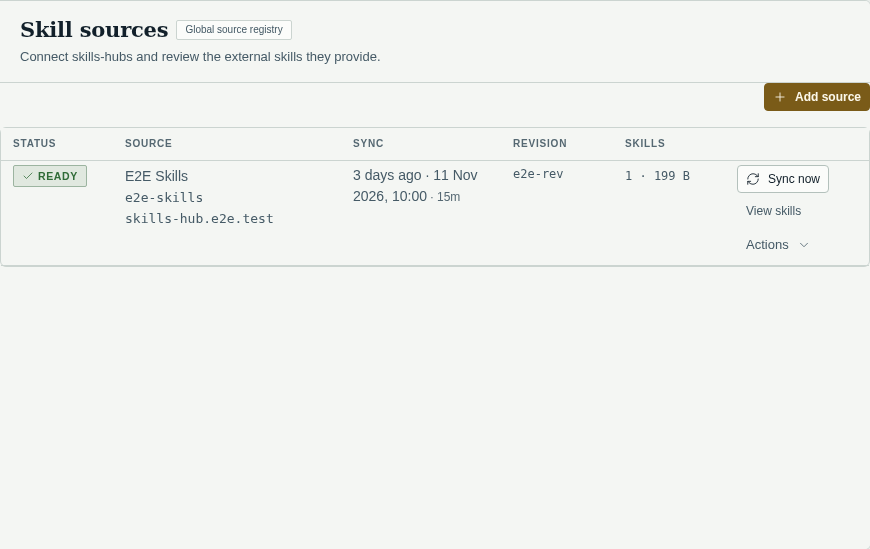 Skill sources
Global source registry
Connect skills-hubs and review the external skills they provide.
Add source
STATUS SOURCE SYNC REVISION SKILLS
READY
E2E Skills
e2e-skills
skills-hub.e2e.test
3 days ago · 11 Nov
2026, 10:00 · 15m
e2e-rev
1 · 199 B
Sync now
View skills
Actions